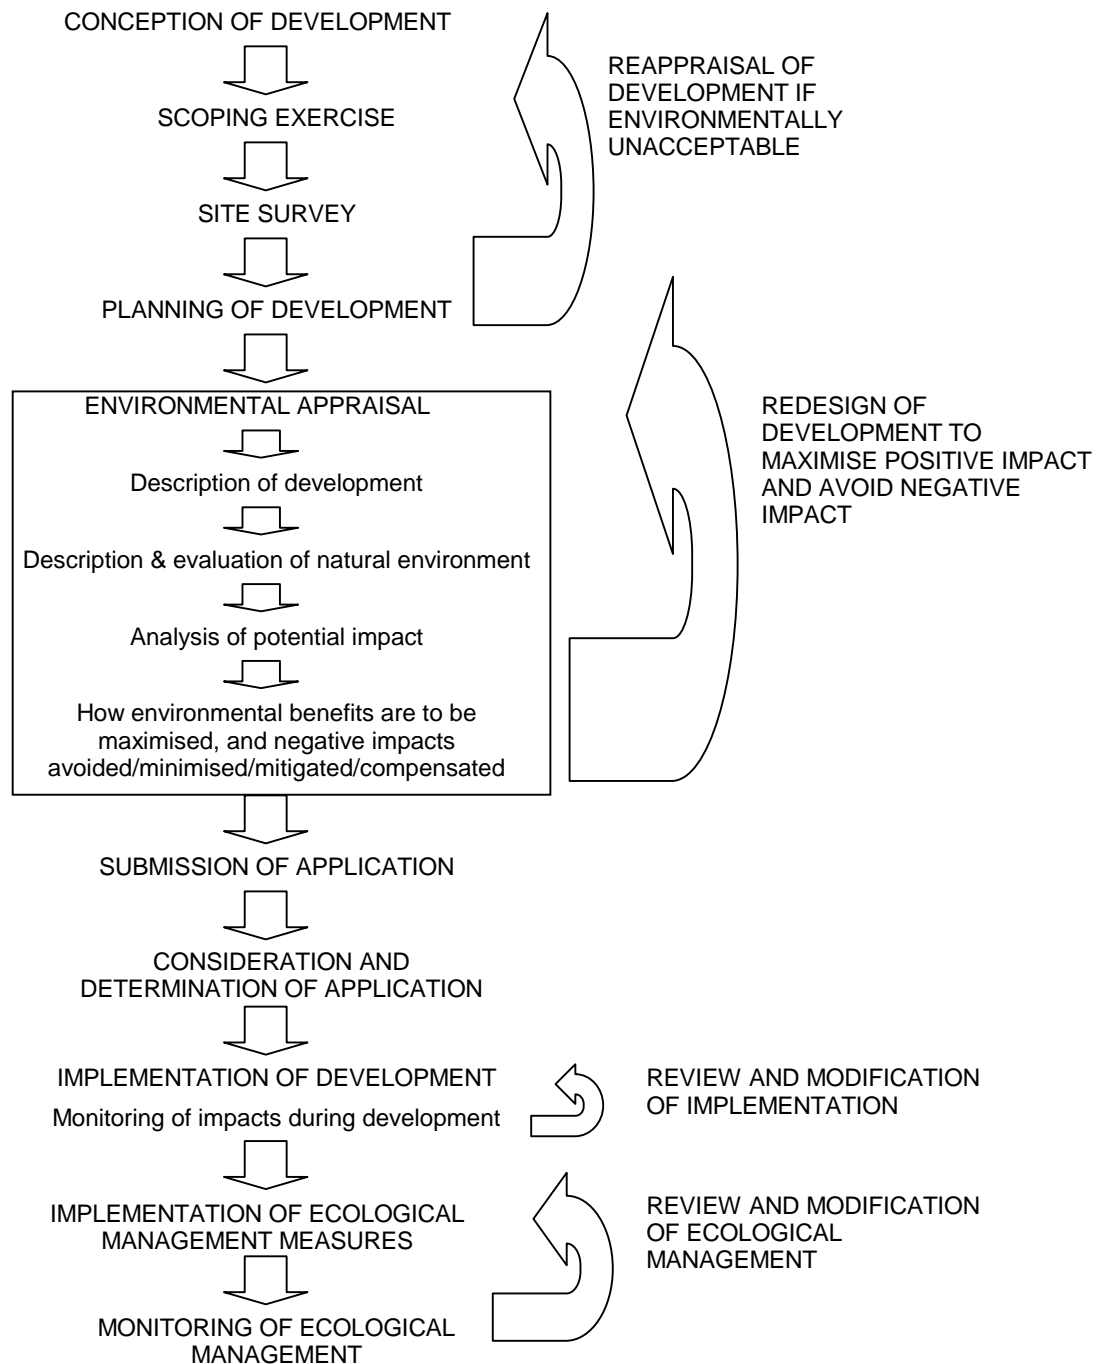 CONCEPTION OF DEVELOPMENT
REAPPRAISAL OF
DEVELOPMENT IF
ENVIRONMENTALLY
UNACCEPTABLE
SCOPING EXERCISE
SITE SURVEY
PLANNING OF DEVELOPMENT
ENVIRONMENTAL APPRAISAL
Description of development
Description & evaluation of natural environment
Analysis of potential impact
How environmental benefits are to be
maximised, and negative impacts
avoided/minimised/mitigated/compensated
REDESIGN OF
DEVELOPMENT TO
MAXIMISE POSITIVE IMPACT
AND AVOID NEGATIVE
IMPACT
SUBMISSION OF APPLICATION
CONSIDERATION AND
DETERMINATION OF APPLICATION
IMPLEMENTATION OF DEVELOPMENT
Monitoring of impacts during development
REVIEW AND MODIFICATION
OF IMPLEMENTATION
IMPLEMENTATION OF ECOLOGICAL
MANAGEMENT MEASURES
REVIEW AND MODIFICATION
OF ECOLOGICAL
MANAGEMENT
MONITORING OF ECOLOGICAL
MANAGEMENT